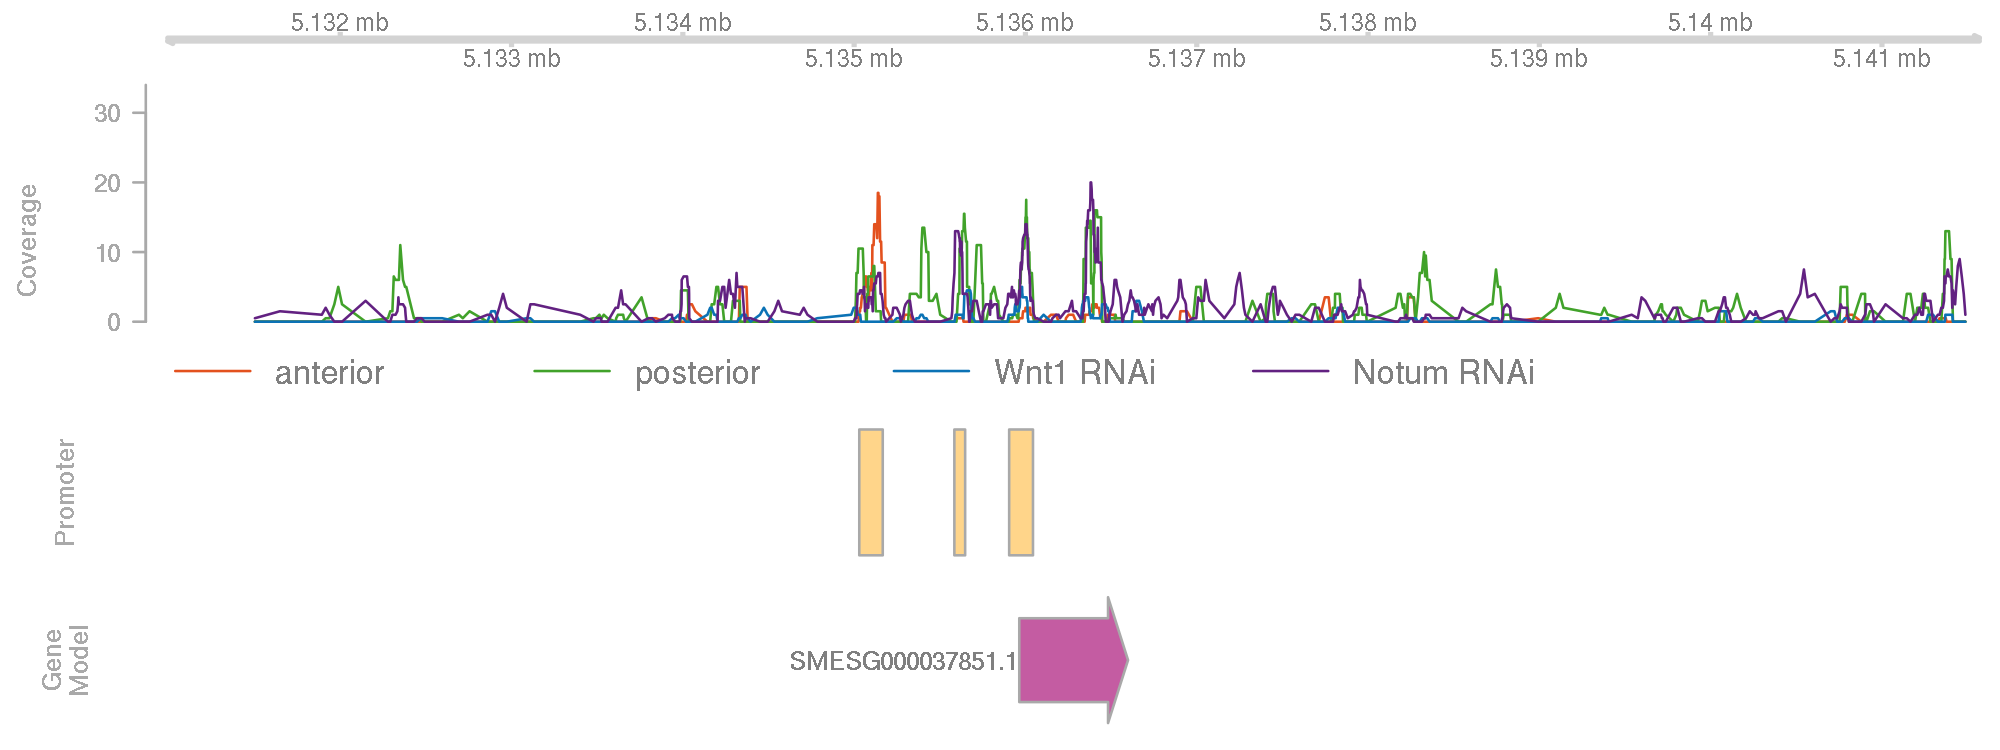 5.132 mb 5.134 mb 5.136 mb 5.138 mb 5.14 mb
5.133 mb 5.135 mb 5.137 mb 5.139 mb 5.141 mb
30
20
10
0
Coverage
anterior posterior Wnt1 RNAi Notum RNAi
Promoter
Gene
Model
SMESG000037851.1